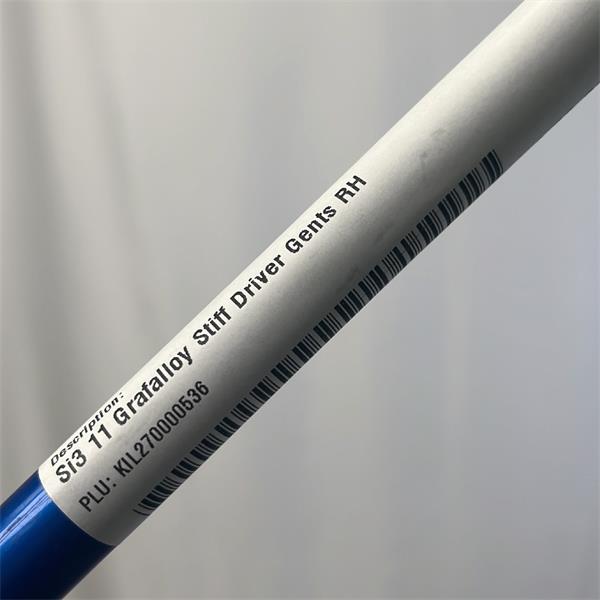 Description:
Si3 11 Grafalloy Stiff Driver Gents RH
PLU: KIL270000536